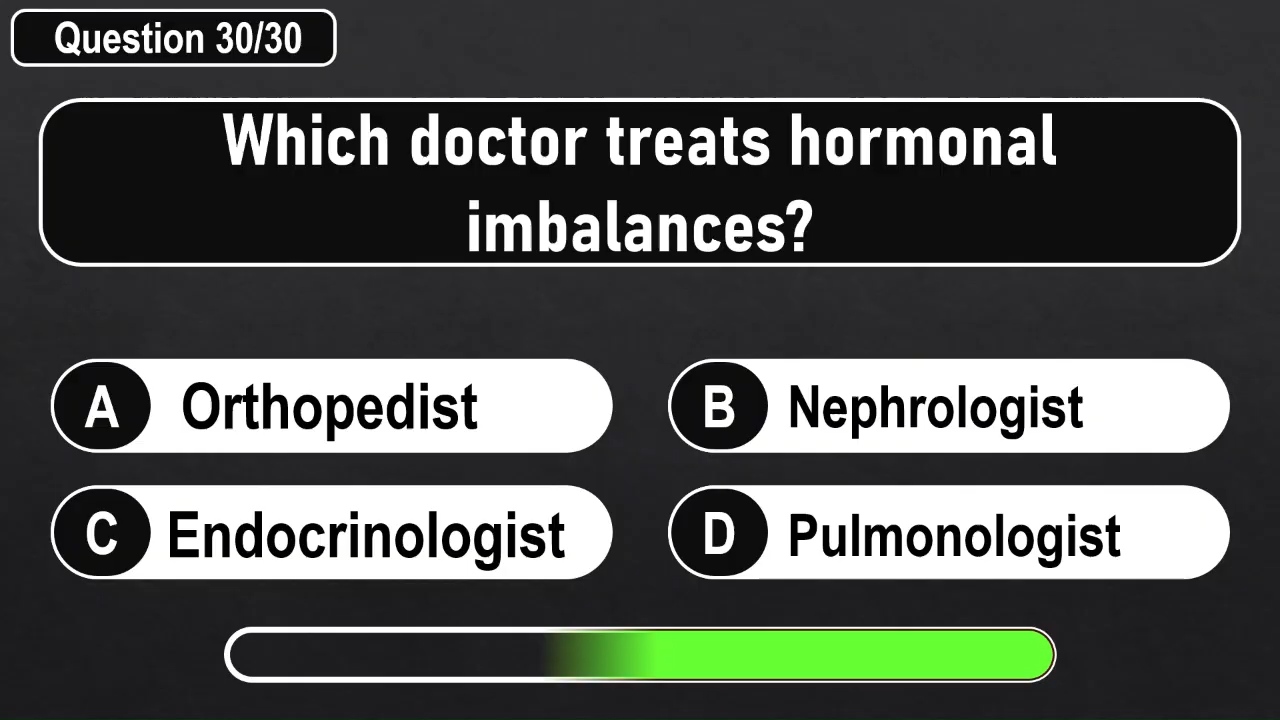 Question 30/30
Which doctor treats hormonal
imbalances?
A Orthopedist
B Nephrologist
C Endocrinologist
D Pulmonologist